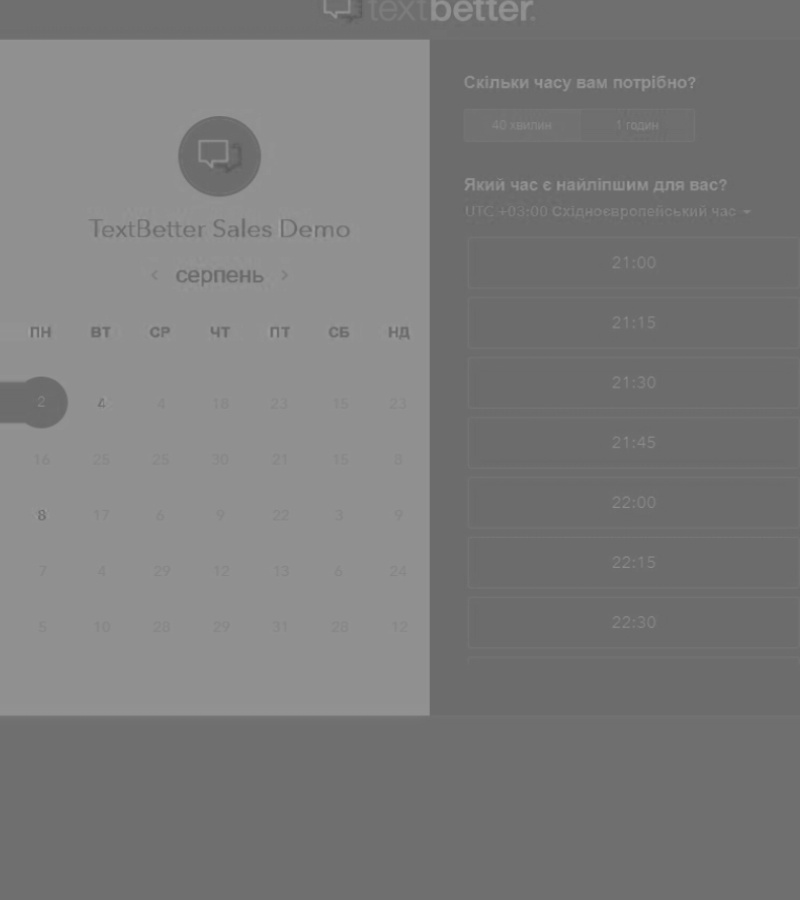 textbetter.
TextBetter Sales Demo
< серпень >
ПН ВТ СР ЧТ ПТ СБ НД
2 4 4 18 23 15 23
16 25 25 30 21 15 8
8 17 6 9 22 3 9
7 4 29 12 13 6 24
5 10 28 29 31 28 12
Скільки часу вам потрібно?
40 хвилин 1 годин
Який час є найліпшим для вас?
UTC +03:00 Східноєвропейський час
21:00
21:15
21:30
21:45
22:00
22:15
22:30